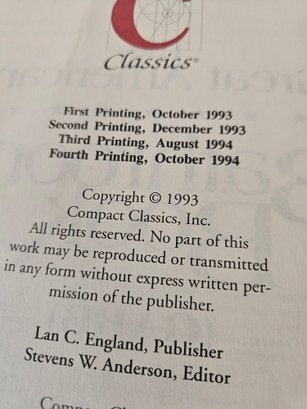 C
Classics®
First Printing, October 1993
Second Printing, December 1993
Third Printing, August 1994
Fourth Printing, October 1994
Copyright © 1993
Compact Classics, Inc.
All rights reserved. No part of this
work may be reproduced or transmitted
in any form without express written per-
mission of the publisher.
Lan C. England, Publisher
Stevens W. Anderson, Editor